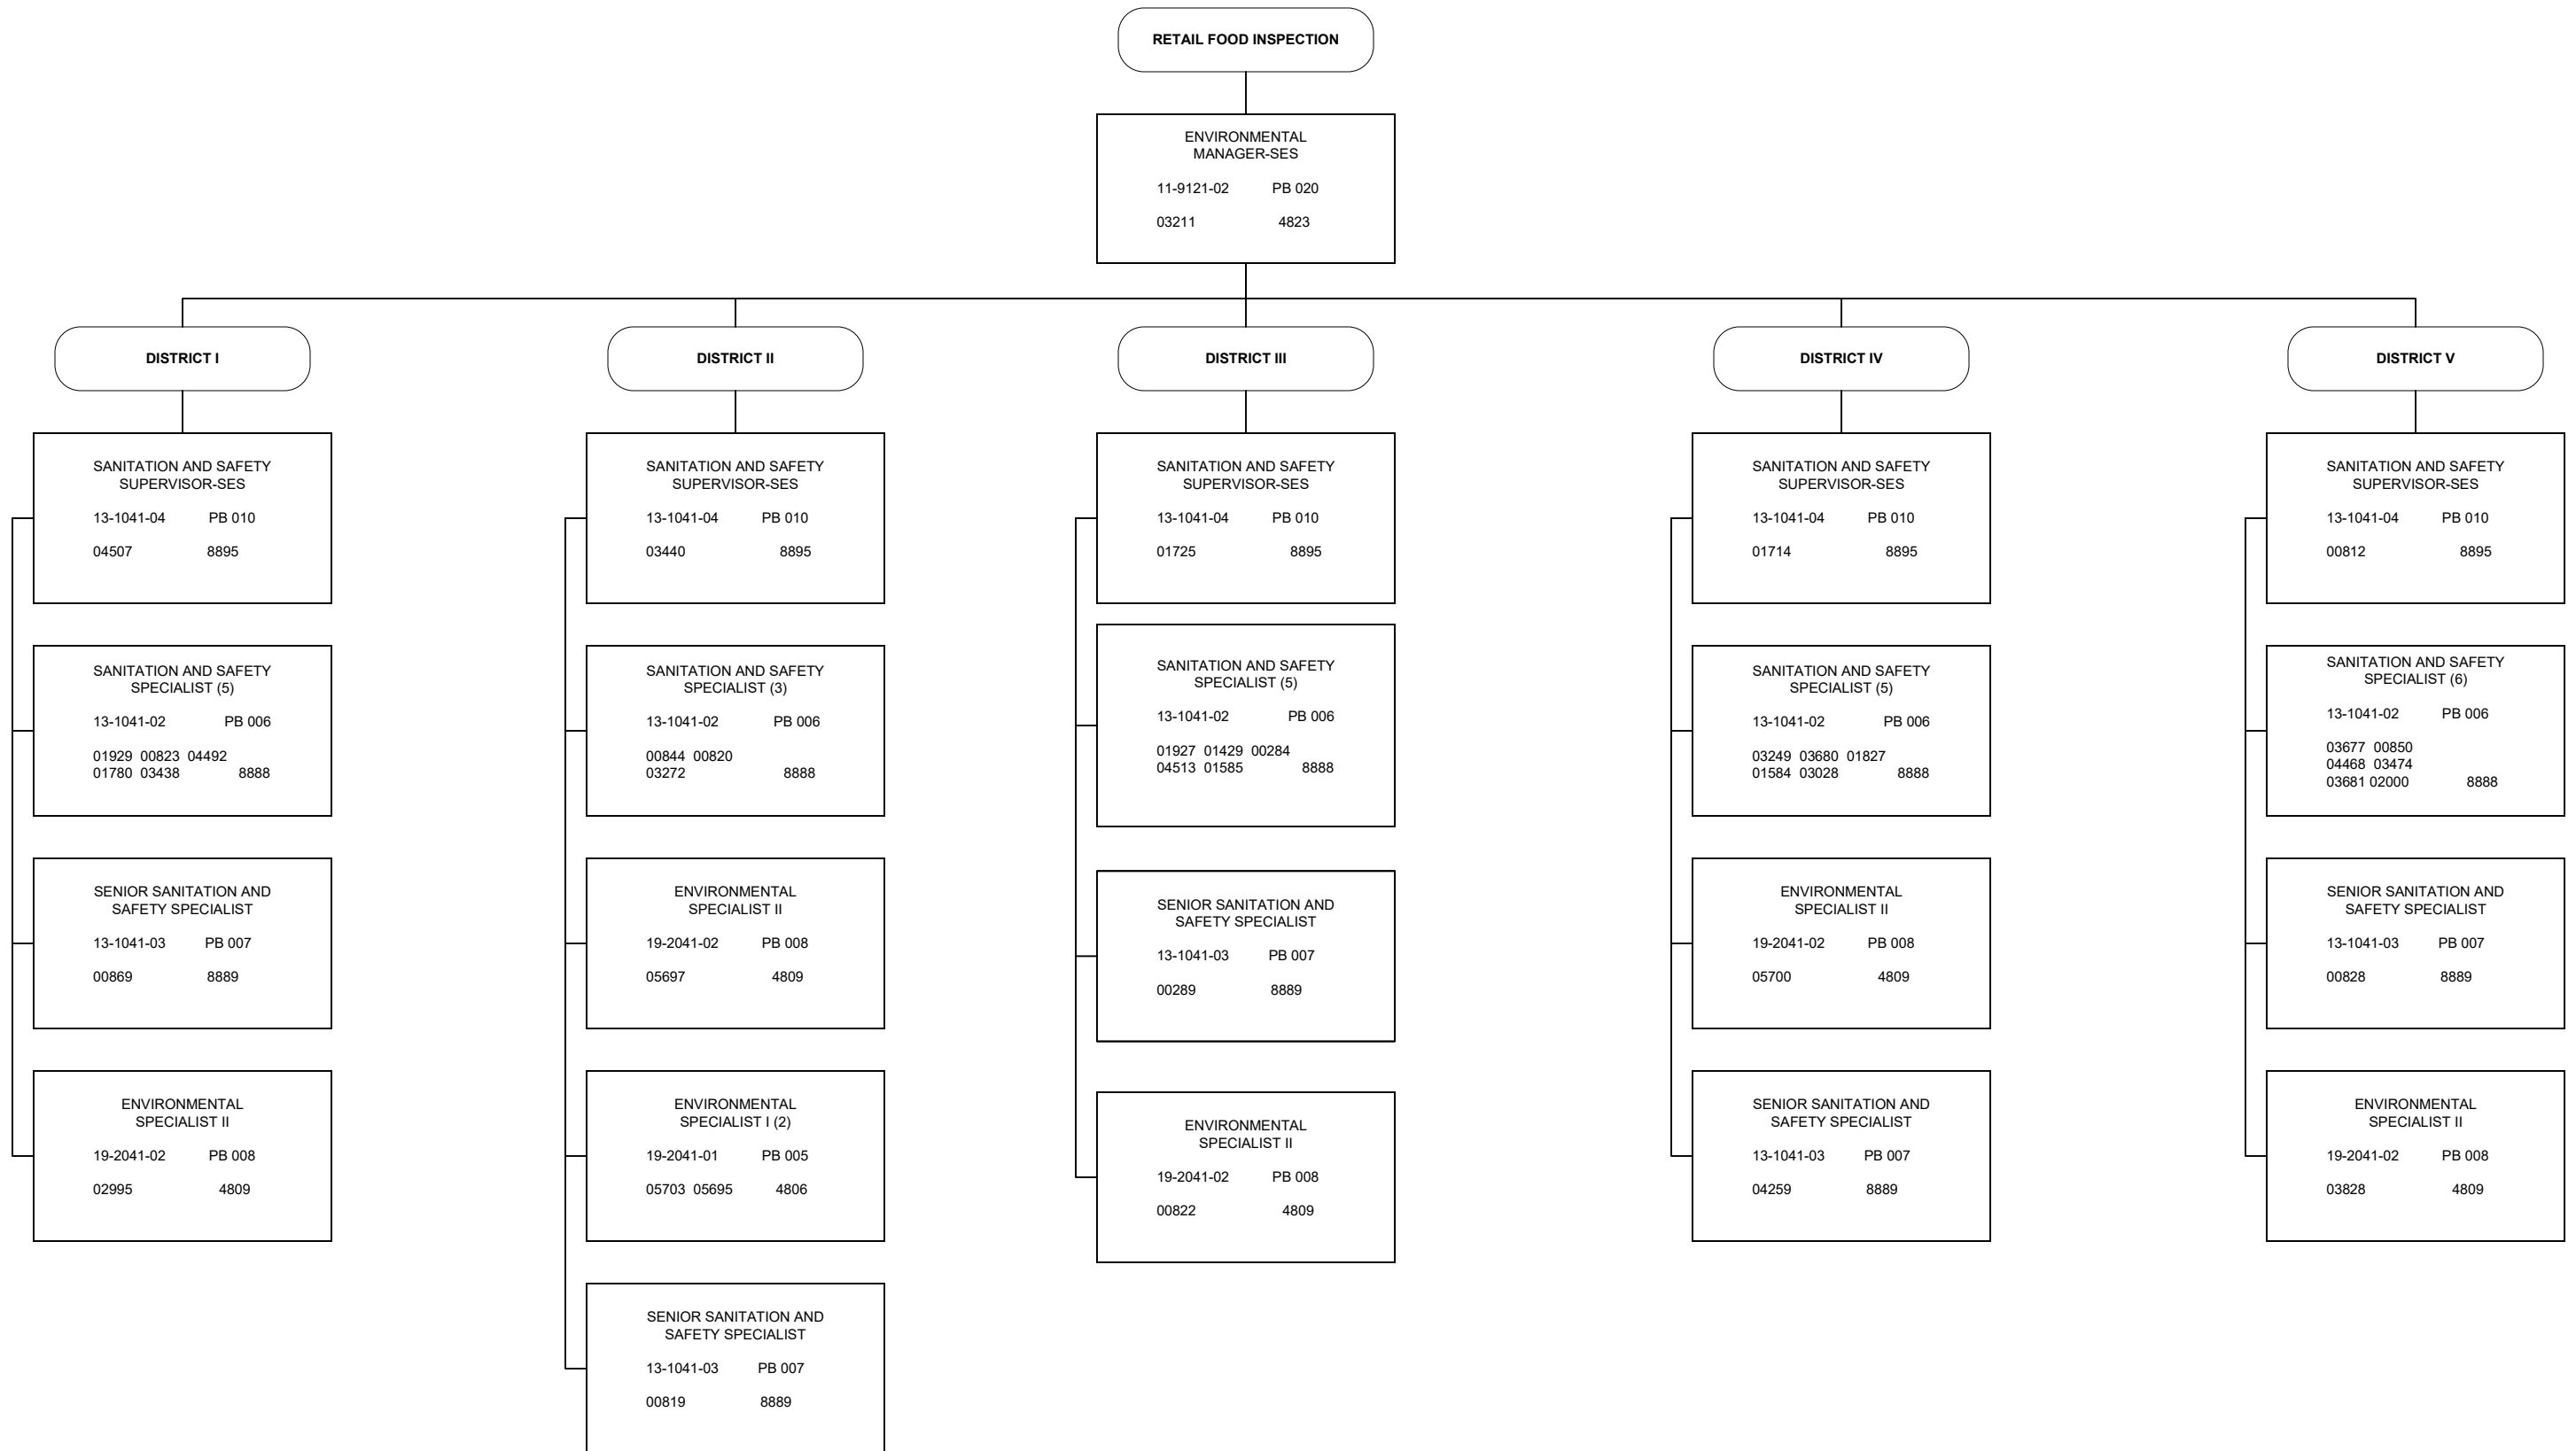 RETAIL FOOD INSPECTION
ENVIRONMENTAL
MANAGER-SES
11-9121-02 PB 020
03211 4823
DISTRICT I
SANITATION AND SAFETY
SUPERVISOR-SES
13-1041-04 PB 010
04507 8895
SANITATION AND SAFETY
SPECIALIST (5)
13-1041-02 PB 006
01929 00823 04492
01780 03438 8888
SENIOR SANITATION AND
SAFETY SPECIALIST
13-1041-03 PB 007
00869 8889
ENVIRONMENTAL
SPECIALIST II
19-2041-02 PB 008
02995 4809
DISTRICT II
SANITATION AND SAFETY
SUPERVISOR-SES
13-1041-04 PB 010
03440 8895
SANITATION AND SAFETY
SPECIALIST (3)
13-1041-02 PB 006
00844 00820
03272 8888
ENVIRONMENTAL
SPECIALIST II
19-2041-02 PB 008
05697 4809
ENVIRONMENTAL
SPECIALIST I (2)
19-2041-01 PB 005
05703 05695 4806
SENIOR SANITATION AND
SAFETY SPECIALIST
13-1041-03 PB 007
00819 8889
DISTRICT III
SANITATION AND SAFETY
SUPERVISOR-SES
13-1041-04 PB 010
01725 8895
SANITATION AND SAFETY
SPECIALIST (5)
13-1041-02 PB 006
01927 01429 00284
04513 01585 8888
SENIOR SANITATION AND
SAFETY SPECIALIST
13-1041-03 PB 007
00289 8889
ENVIRONMENTAL
SPECIALIST II
19-2041-02 PB 008
00822 4809
DISTRICT IV
SANITATION AND SAFETY
SUPERVISOR-SES
13-1041-04 PB 010
01714 8895
SANITATION AND SAFETY
SPECIALIST (5)
13-1041-02 PB 006
03249 03680 01827
01584 03028 8888
ENVIRONMENTAL
SPECIALIST II
19-2041-02 PB 008
05700 4809
SENIOR SANITATION AND
SAFETY SPECIALIST
13-1041-03 PB 007
04259 8889
DISTRICT V
SANITATION AND SAFETY
SUPERVISOR-SES
13-1041-04 PB 010
00812 8895
SANITATION AND SAFETY
SPECIALIST (6)
13-1041-02 PB 006
03677 00850
04468 03474
03681 02000 8888
SENIOR SANITATION AND
SAFETY SPECIALIST
13-1041-03 PB 007
00828 8889
ENVIRONMENTAL
SPECIALIST II
19-2041-02 PB 008
03828 4809